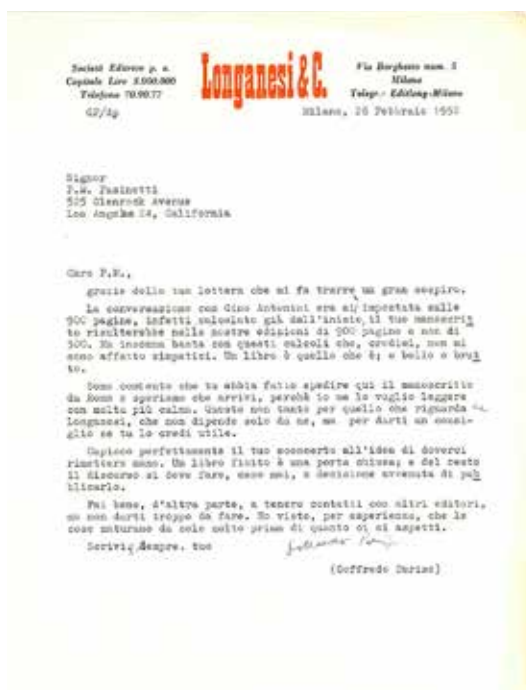 Società Editrice p. a.
Capitale Lire 5.000.000
Telefono 70.90.77
Longanesi & C.
Via Borghetto num. 5
Milano
Telegr.: Editlong-Milano
GP/
Milano, 26 Febbraio 1957
Signor
P.M. Pasinetti
525 Glenrock Avenue
Los Angeles 24, California
Caro P.M.,
grazie della tua lettera che mi fa trarre un gran sospiro.
La conversazione con Gino Antonini era sì impostata sulle
900 pagine, infatti, calcolato già dall'inizio il tuo manoscrit
to risulterebbe nelle nostre edizioni di 900 pagine e non di
500. Ma insomma basta con questi calcoli che, credimi, non mi
sono affatto simpatici. Un libro è quello che è; o bello o brut
to.
Sono contento che tu abbia fatto spedire qui il manoscritto
da Roma e speriamo che arrivi, perchè io me lo voglio leggere
con molta più calma. Questo non tanto per quello che riguarda
Longanesi, che non dipende solo da me, ma per darti un consi-
glio se tu lo credi utile.
Capisco perfettamente il tuo sconcerto all'idea di doverci
rimettere mano. Un libro finito è una porta chiusa; e del resto
il discorso si deve fare, caso mai, a decisione avvenuta di pub
blicarlo.
Fai bene, d'altra parte, a tenere contatti con altri editori,
ma non darti troppo da fare. Ho visto, per esperienza, che le
cose maturano da sole molto prima di quanto ci si aspetti.
Scrivi, sempre, tuo
Goffredo
(Goffredo Parise)